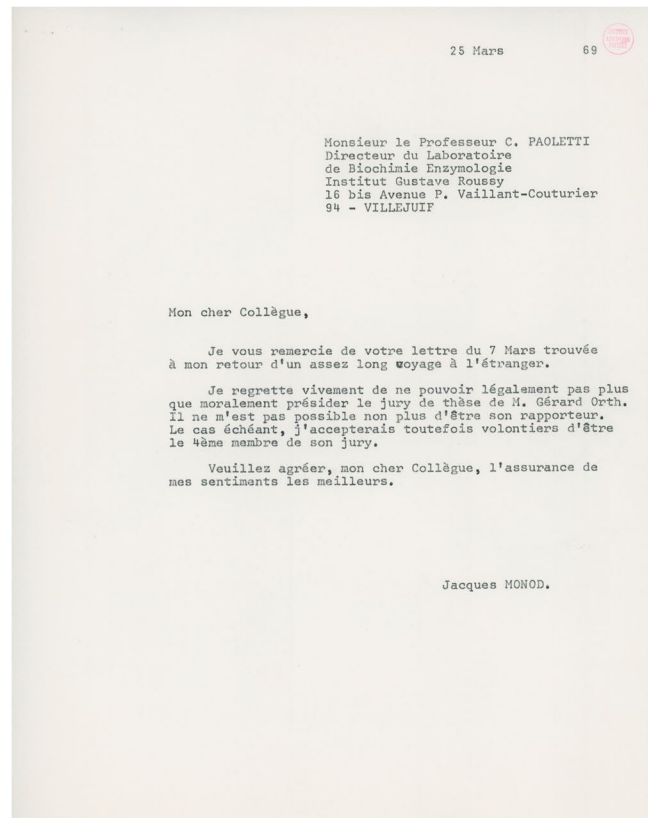 25 Mars 69
Monsieur le Professeur C. PAOLETTI
Directeur du Laboratoire
de Biochimie Enzymologie
Institut Gustave Roussy
16 bis Avenue P. Vaillant-Couturier
94 - VILLEJUIF
Mon cher Collègue,
Je vous remercie de votre lettre du 7 Mars trouvée
à mon retour d'un assez long voyage à l'étranger.
Je regrette vivement de ne pouvoir légalement pas plus
que moralement présider le jury de thèse de M. Gérard Orth.
Il ne m'est pas possible non plus d'être son rapporteur.
Le cas échéant, j'accepterais toutefois volontiers d'être
le 4ème membre de son jury.
Veuillez agréer, mon cher Collègue, l'assurance de
mes sentiments les meilleurs.
Jacques MONOD.